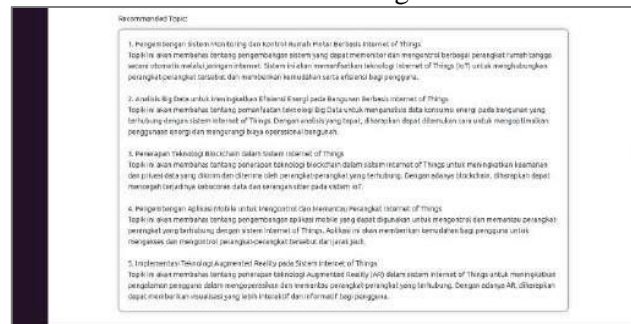 Recommended Topic
1. Pengembangan Sistem Monitoring dan Kontrol Rumah Pintar Berbasis Internet of Things
Topik ini akan membahas tentang pengembangan sistem yang dapat memonitor dan mengontrol berbagai perangkat rumah tangga
secara otomatis melalui jaringan internet. Sistem ini akan memanfaatkan teknologi Internet of Things (IoT) untuk menghubungkan
perangkat-perangkat tersebut dan memberikan kemudahan serta efisiensi bagi pengguna.
2. Analisis Big Data untuk Meningkatkan Efisiensi Energi pada Bangunan Berbasis Internet of Things
Topik ini akan membahas tentang pemanfaatan teknologi Big Data untuk menganalisis data konsumsi energi pada bangunan yang
terhubung dengan sistem Internet of Things. Dengan analisis yang tepat, diharapkan dapat ditemukan cara untuk mengoptimalkan
penggunaan energi dan mengurangi biaya operasional bangunan.
3. Penerapan Teknologi Blockchain dalam Sistem Internet of Things
Topik ini akan membahas tentang penerapan teknologi blockchain dalam sistem Internet of Things untuk meningkatkan keamanan
dan privasi data yang dikirim dan diterima oleh perangkat-perangkat yang terhubung. Dengan adanya blockchain, diharapkan dapat
mencegah terjadinya kebocoran data dan serangan siber pada sistem IoT.
4. Pengembangan Aplikasi Mobile untuk Mengontrol dan Memantau Perangkat Internet of Things
Topik ini akan membahas tentang pengembangan aplikasi mobile yang dapat digunakan untuk mengontrol dan memantau perangkat-
perangkat yang terhubung dengan sistem Internet of Things. Aplikasi ini akan memberikan kemudahan bagi pengguna untuk
mengakses dan mengontrol perangkat-perangkat tersebut dari jarak jauh.
5. Implementasi Teknologi Augmented Reality pada Sistem Internet of Things
Topik ini akan membahas tentang penerapan teknologi Augmented Reality (AR) dalam sistem Internet of Things untuk meningkatkan
pengalaman pengguna dalam mengoperasikan dan memantau perangkat-perangkat yang terhubung. Dengan adanya AR, diharapkan
dapat memberikan visualisasi yang lebih interaktif dan informatif bagi pengguna.